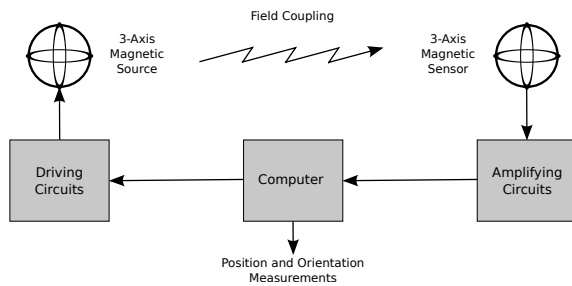 Field Coupling
3-Axis
Magnetic
Source
3-Axis
Magnetic
Sensor
Driving
Circuits
Computer
Amplifying
Circuits
Position and Orientation
Measurements